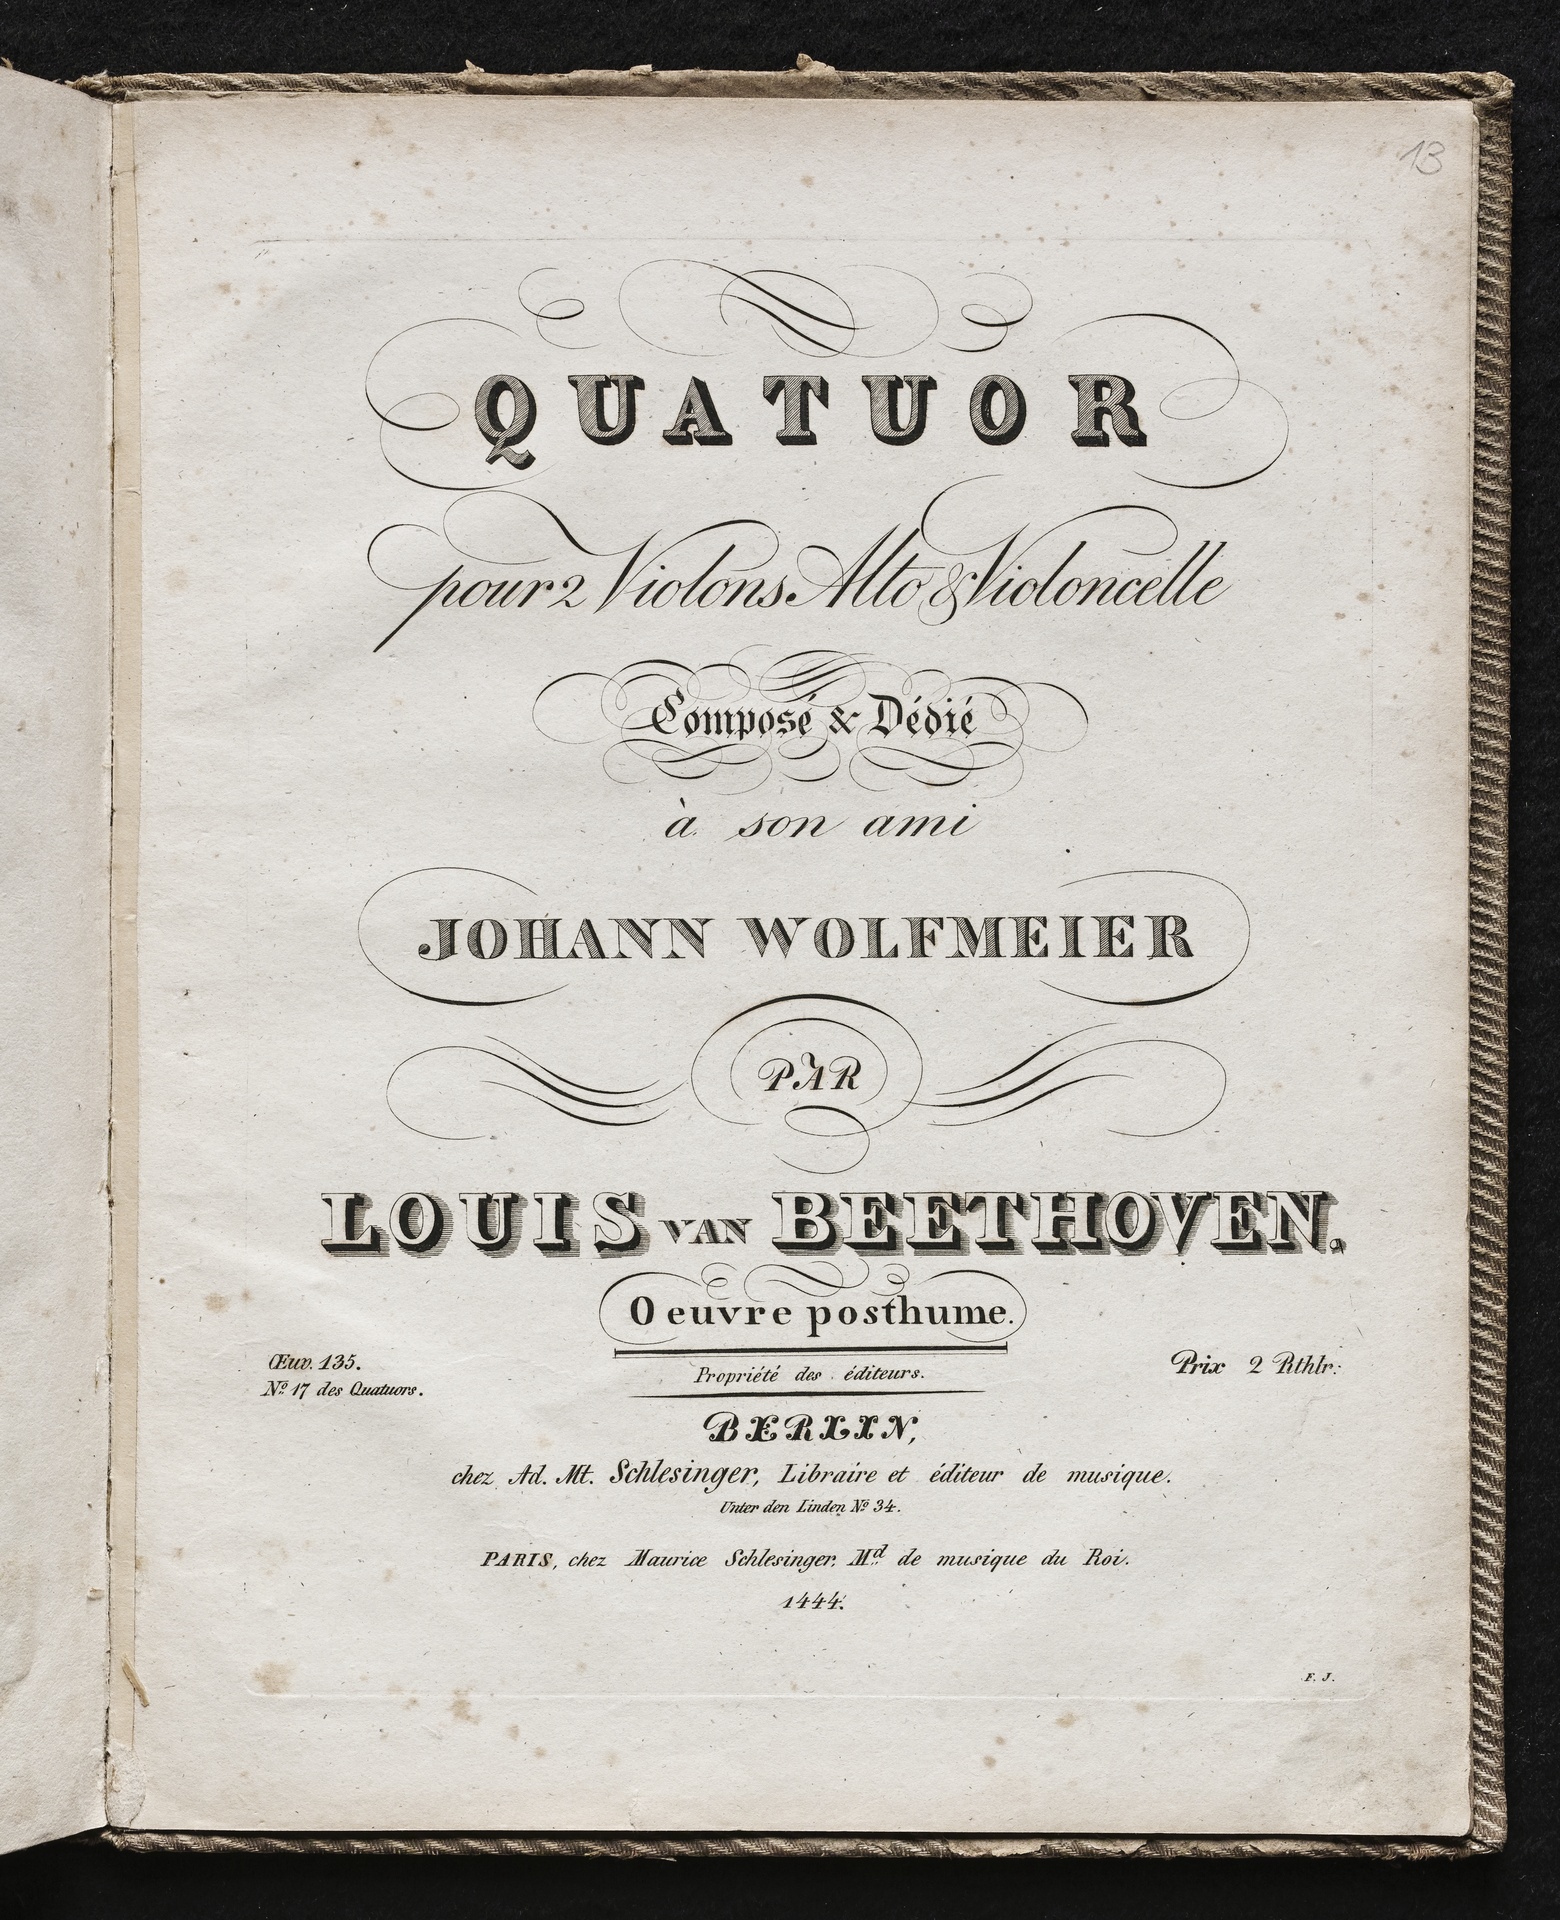 13
QUATUOR
pour 2 Violons Alto & Violoncelle
Composé & Dédié
à son ami
JOHANN WOLFMEIER
PAR
LOUIS VAN BEETHOVEN.
Oeuvre posthume.
Œuv. 135.
Nº 17 des Quatuors.
Propriété des éditeurs.
Prix 2 Rthlr:
BERLIN,
chez Ad. Mt. Schlesinger, Libraire et éditeur de musique.
Unter den Linden Nº 34.
PARIS, chez Maurice Schlesinger, Md. de musique du Roi.
1444.
F. J.